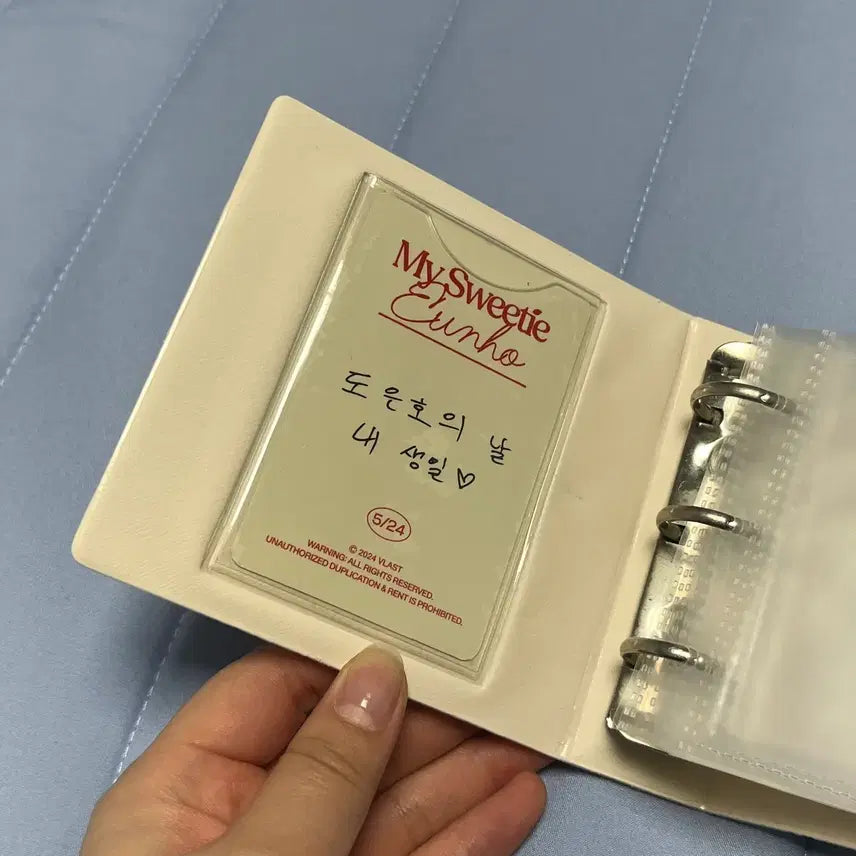 My Sweetie
Eunho
도은호의 날
내 생일♡
5/24
© 2024 VLAST
WARNING: ALL RIGHTS RESERVED.
UNAUTHORIZED DUPLICATION & RENT IS PROHIBITED.